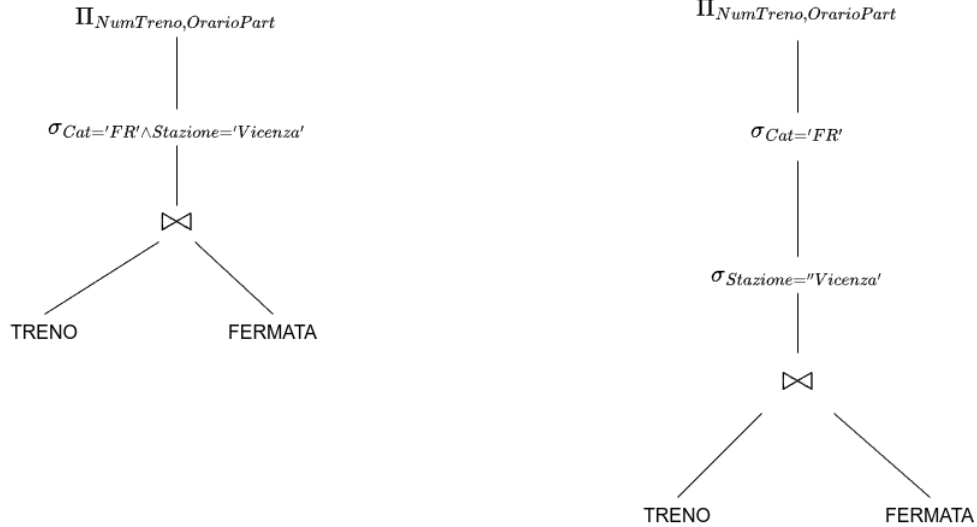 Π_{NumTreno,OrarioPart}
σ_{Cat='FR'∧Stazione='Vicenza'}
⋈
TRENO FERMATA
Π_{NumTreno,OrarioPart}
σ_{Cat='FR'}
σ_{Stazione=''Vicenza'}
⋈
TRENO FERMATA